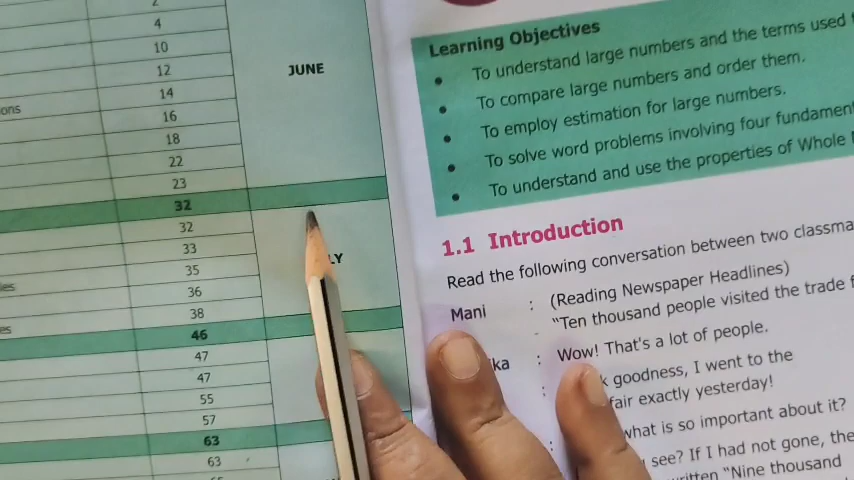 2
4
10
12
ons
14
16
18
22
23
JUNE
32
32
33
35
es
36
38
LY
46
47
47
55
57
63
63
Learning Objectives
• To understand large numbers and the terms used
• To compare large numbers and order them.
• To employ estimation for large numbers.
• To solve word problems involving four fundamen
• To understand and use the properties of Whole
1.1 Introduction
Read the following conversation between two classma
Mani : (Reading Newspaper Headlines)
"Ten thousand people visited the trade f
ka : Wow! That's a lot of people.
: k goodness, I went to the
fair exactly yesterday!
: what is so important about it?
: see? If I had not gone, the
written "Nine thousand